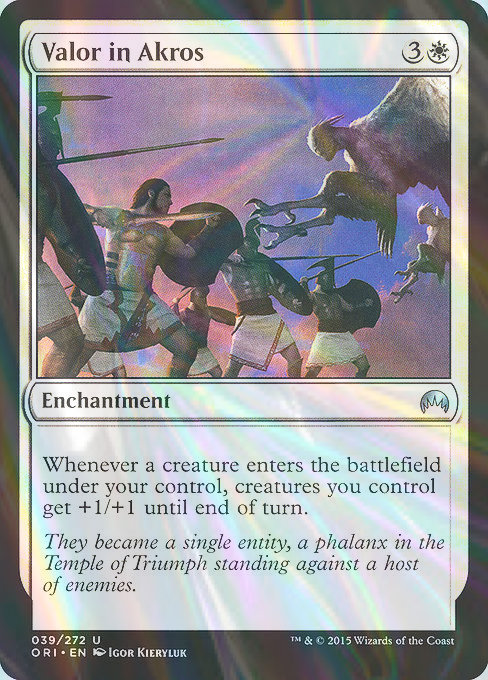 Valor in Akros 3
Enchantment
Whenever a creature enters the battlefield
under your control, creatures you control
get +1/+1 until end of turn.
They became a single entity, a phalanx in the
Temple of Triumph standing against a host
of enemies.
039/272 U
ORI • EN Igor Kieryluk
™ & © 2015 Wizards of the Coast